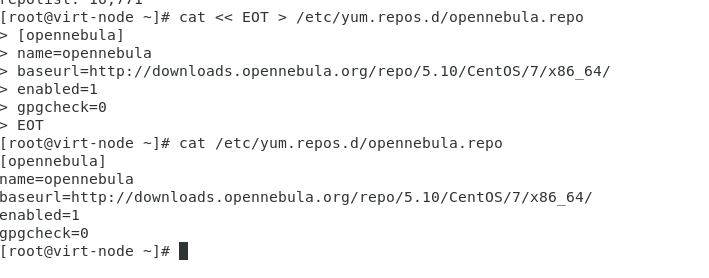 repolist: 10,771
[root@virt-node ~]# cat << EOT > /etc/yum.repos.d/opennebula.repo
> [opennebula]
> name=opennebula
> baseurl=http://downloads.opennebula.org/repo/5.10/CentOS/7/x86_64/
> enabled=1
> gpgcheck=0
> EOT
[root@virt-node ~]# cat /etc/yum.repos.d/opennebula.repo
[opennebula]
name=opennebula
baseurl=http://downloads.opennebula.org/repo/5.10/CentOS/7/x86_64/
enabled=1
gpgcheck=0
[root@virt-node ~]#